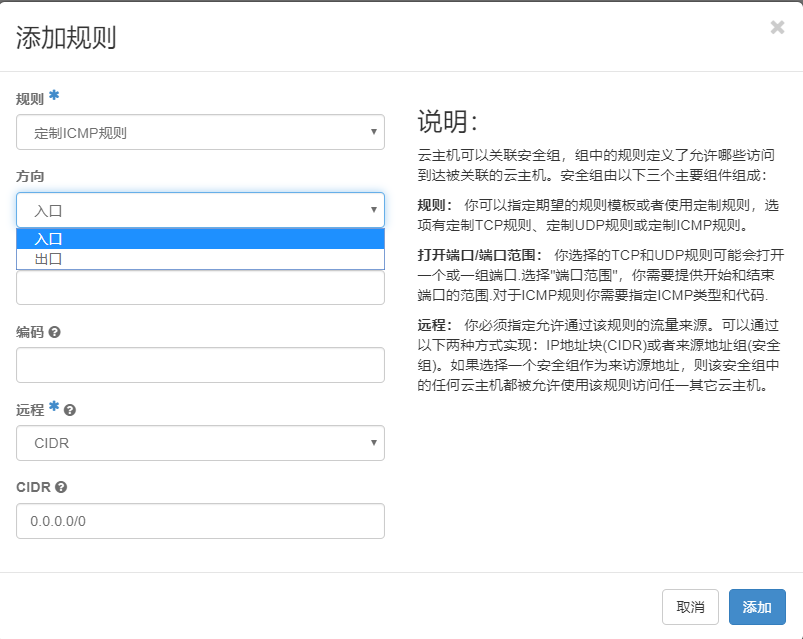 添加规则
×
规则 *
定制ICMP规则
方向
入口
入口
出口
编码
远程 *
CIDR
CIDR
0.0.0.0/0
说明：
云主机可以关联安全组，组中的规则定义了允许哪些访问
到达被关联的云主机。安全组由以下三个主要组件组成：
规则： 你可以指定期望的规则模板或者使用定制规则，选
项有定制TCP规则、定制UDP规则或定制ICMP规则。
打开端口/端口范围： 你选择的TCP和UDP规则可能会打开
一个或一组端口.选择"端口范围"，你需要提供开始和结束
端口的范围.对于ICMP规则你需要指定ICMP类型和代码.
远程： 你必须指定允许通过该规则的流量来源。可以通过
以下两种方式实现：IP地址块(CIDR)或者来源地址组(安全
组)。如果选择一个安全组作为来访源地址，则该安全组中
的任何云主机都被允许使用该规则访问任一其它云主机。
取消
添加